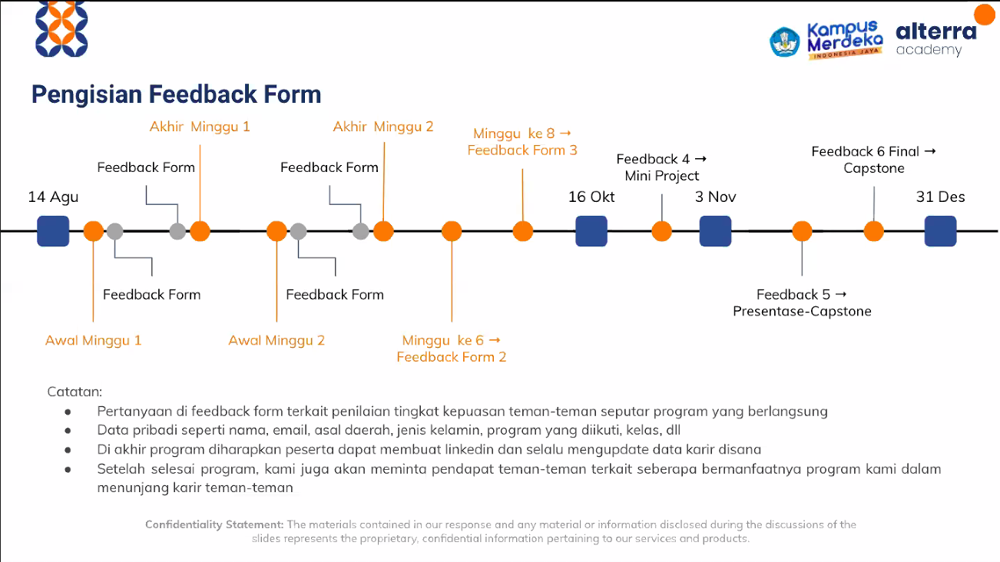 Kampus
Merdeka
INDONESIA JAYA
alterra
academy
Pengisian Feedback Form
Akhir Minggu 1
Akhir Minggu 2
Minggu ke 8 →
Feedback Form 3
Feedback 6 Final →
Capstone
Feedback Form
Feedback Form
Feedback 4 →
Mini Project
14 Agu
16 Okt
3 Nov
31 Des
Feedback Form
Feedback Form
Feedback 5 →
Presentase-Capstone
Awal Minggu 1
Awal Minggu 2
Minggu ke 6 →
Feedback Form 2
Catatan:
● Pertanyaan di feedback form terkait penilaian tingkat kepuasan teman-teman seputar program yang berlangsung
● Data pribadi seperti nama, email, asal daerah, jenis kelamin, program yang diikuti, kelas, dll
● Di akhir program diharapkan peserta dapat membuat linkedin dan selalu mengupdate data karir disana
● Setelah selesai program, kami juga akan meminta pendapat teman-teman terkait seberapa bermanfaatnya program kami dalam
menunjang karir teman-teman
Confidentiality Statement: The materials contained in our response and any material or information disclosed during the discussions of the
slides represents the proprietary, confidential information pertaining to our services and products.